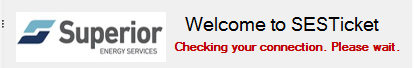 Superior
ENERGY SERVICES
Welcome to SESTicket
Checking your connection. Please wait.